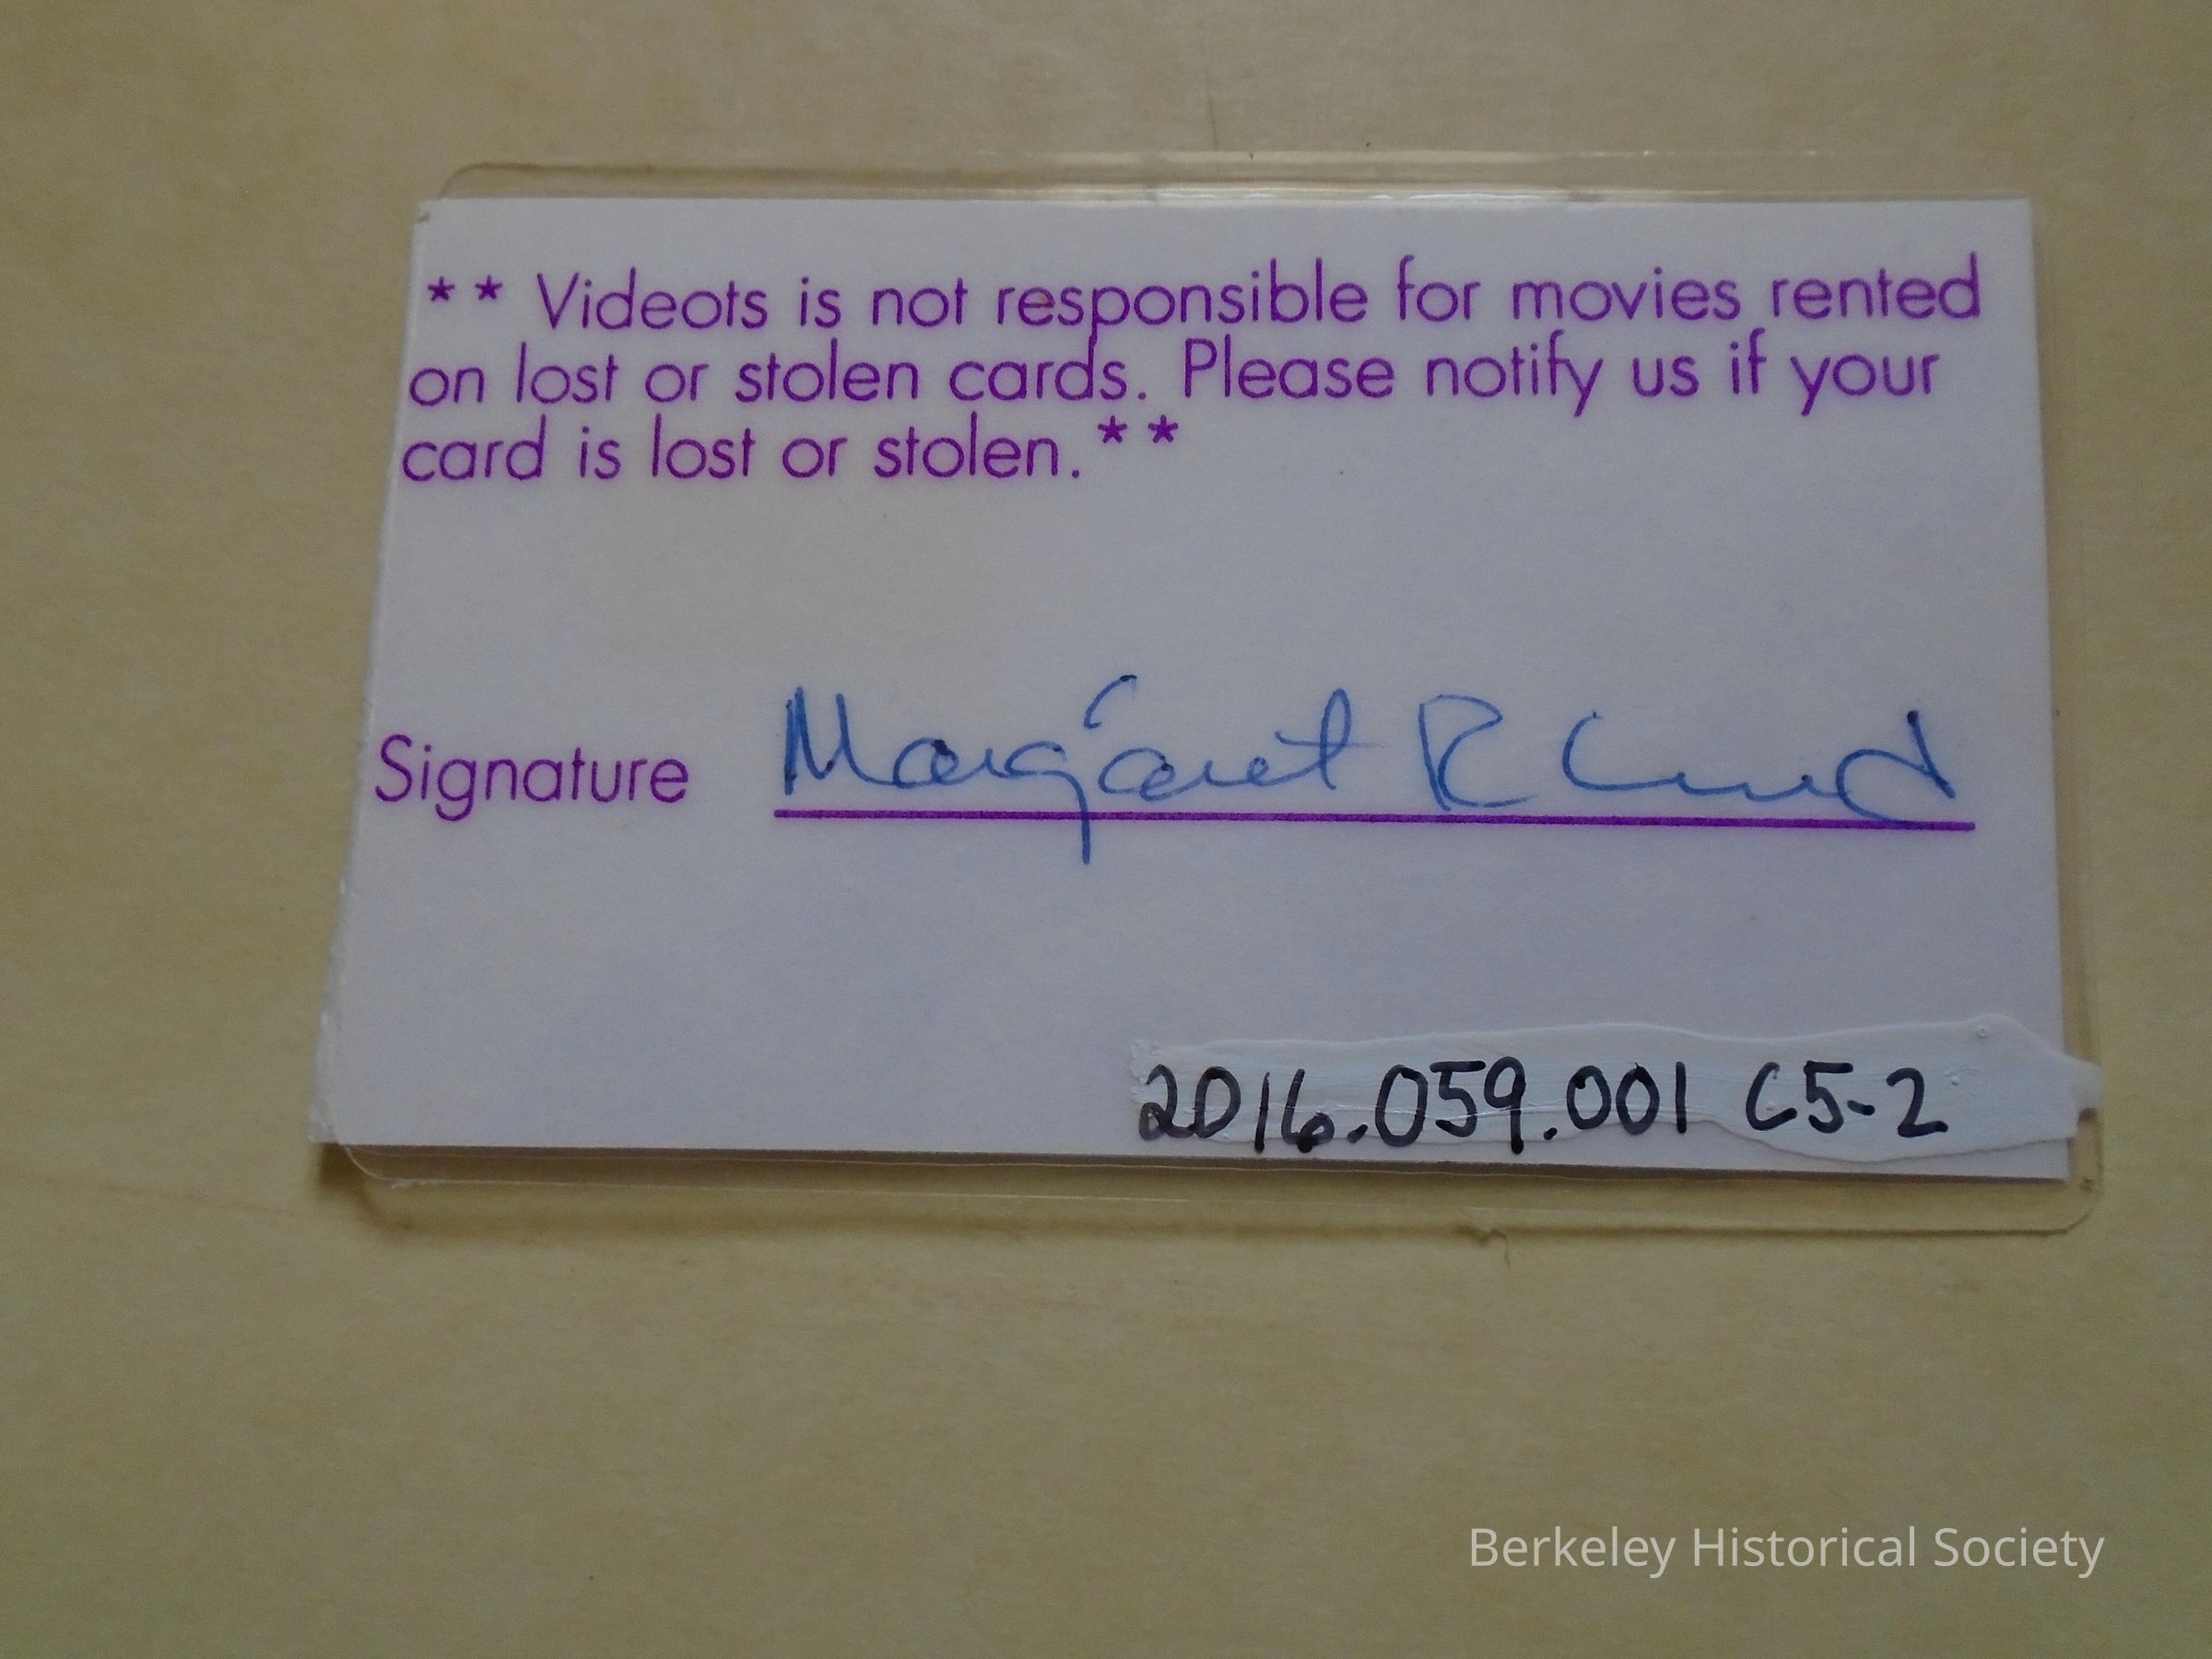 ** Videots is not responsible for movies rented
on lost or stolen cards. Please notify us if your
card is lost or stolen.**
Signature Margaret R
2016.059.001 C5-2
Berkeley Historical Society